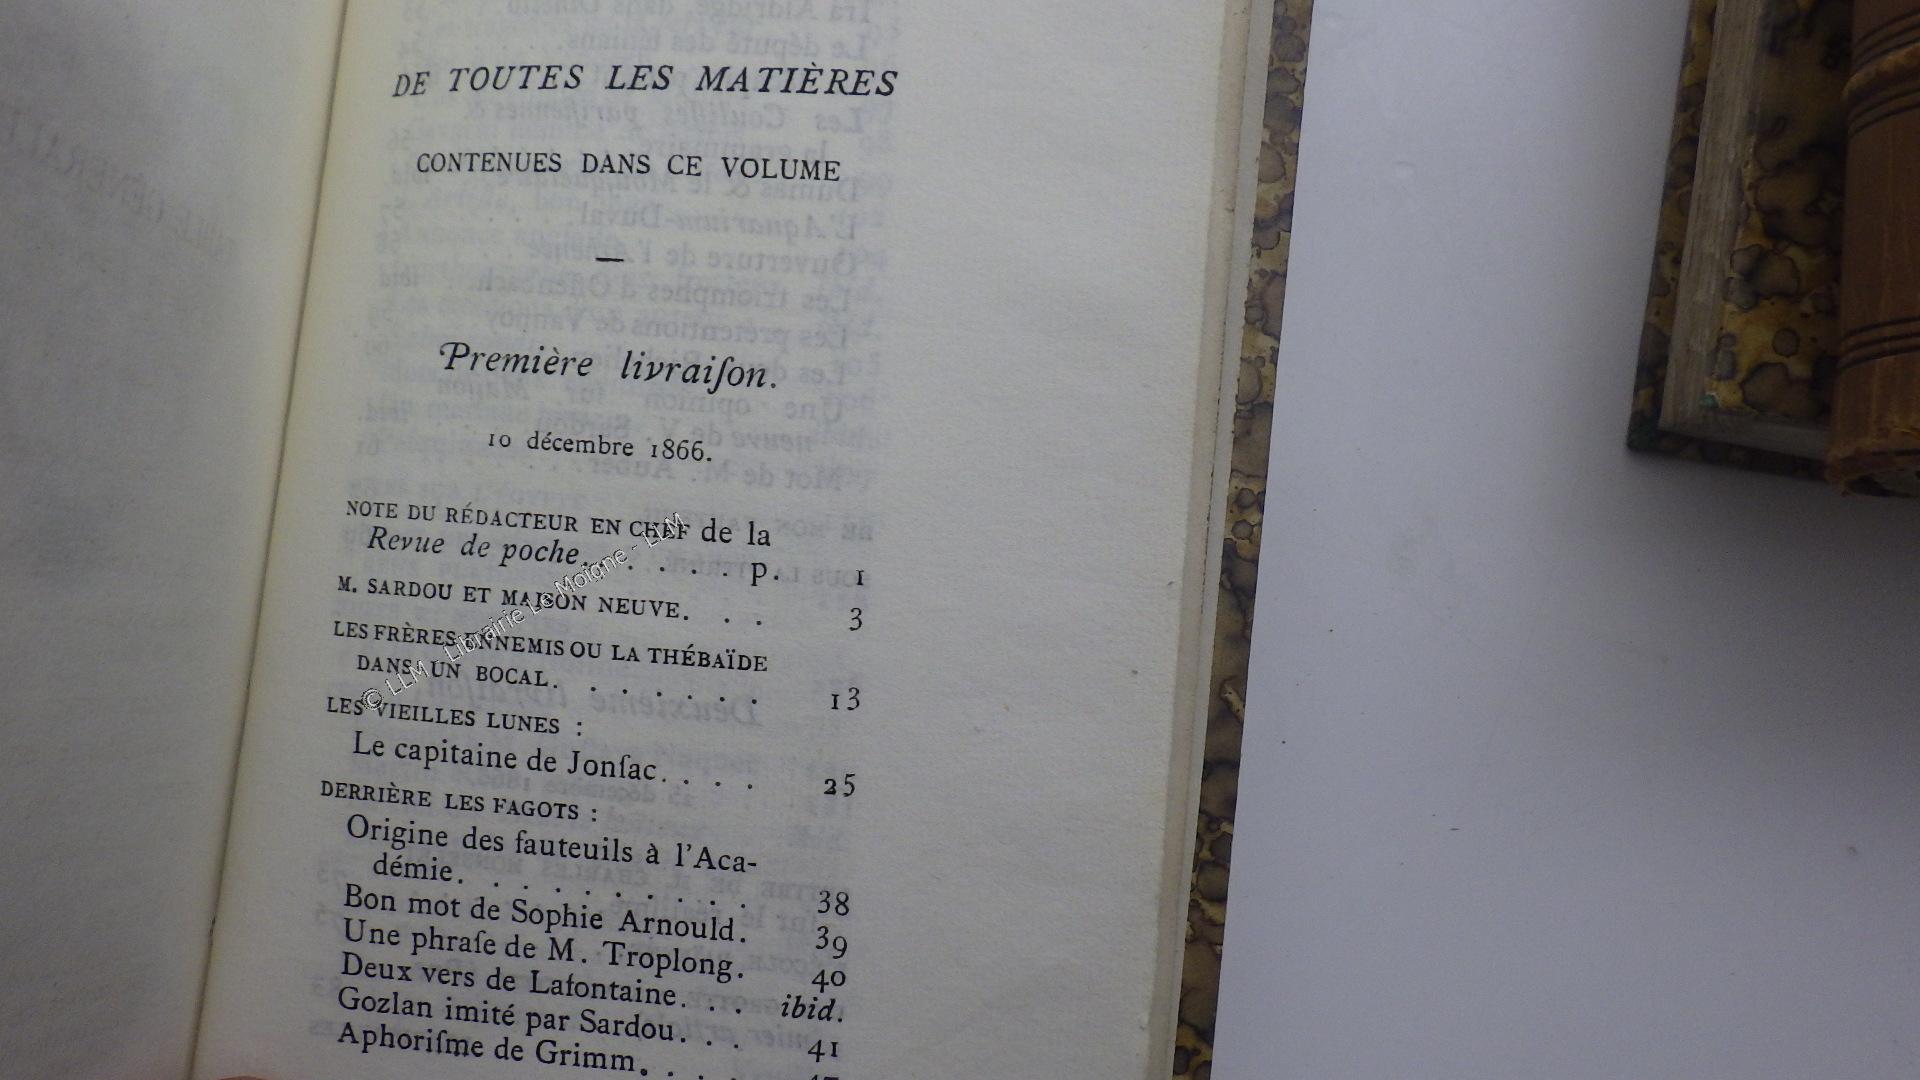 DE TOUTES LES MATIÈRES
CONTENUES DANS CE VOLUME
Première livraiſon.
10 décembre 1866.
NOTE DU RÉDACTEUR EN CHEF de la
Revue de poche. . . . . . p. 1
M. SARDOU ET MAISON NEUVE. . . 3
LES FRÈRES ENNEMIS OU LA THÉBAÏDE
DANS UN BOCAL. . . . . . . 13
LES VIEILLES LUNES :
Le capitaine de Jonſac. . . . 25
DERRIÈRE LES FAGOTS :
Origine des fauteuils à l'Aca-
démie. . . . . . . . . . 38
Bon mot de Sophie Arnould. 39
Une phraſe de M. Troplong. 40
Deux vers de Lafontaine. . . ibid.
Gozlan imité par Sardou. . . 41
Aphoriſme de Grimm. . . .
© LLM - Librairie Le Moigne - LLM